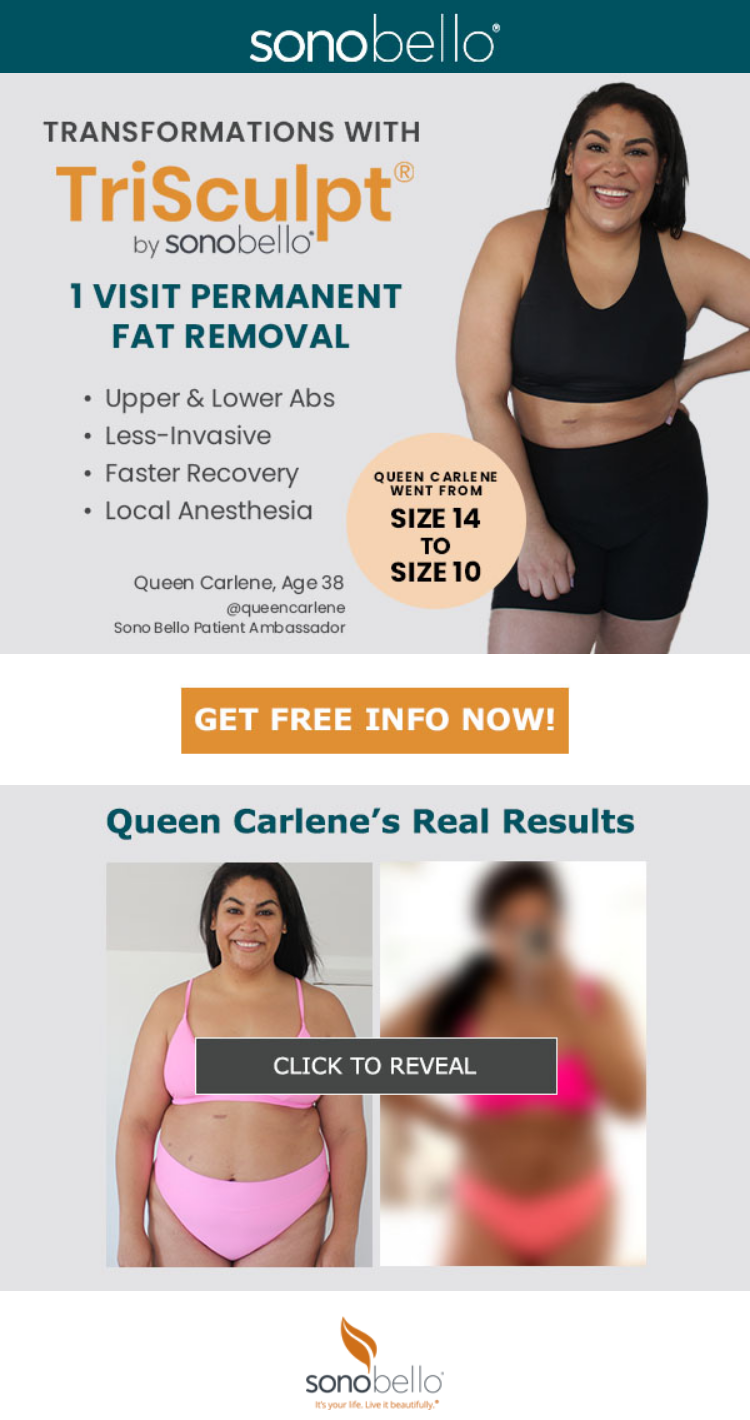 sonobello®
TRANSFORMATIONS WITH
TriSculpt®
by sonobello®
1 VISIT PERMANENT
FAT REMOVAL
• Upper & Lower Abs
• Less-Invasive
• Faster Recovery
• Local Anesthesia
QUEEN CARLENE
WENT FROM
SIZE 14
TO
SIZE 10
Queen Carlene, Age 38
@queencarlene
Sono Bello Patient Ambassador
GET FREE INFO NOW!
Queen Carlene’s Real Results
CLICK TO REVEAL
sonobello®
It's your life. Live it beautifully.®